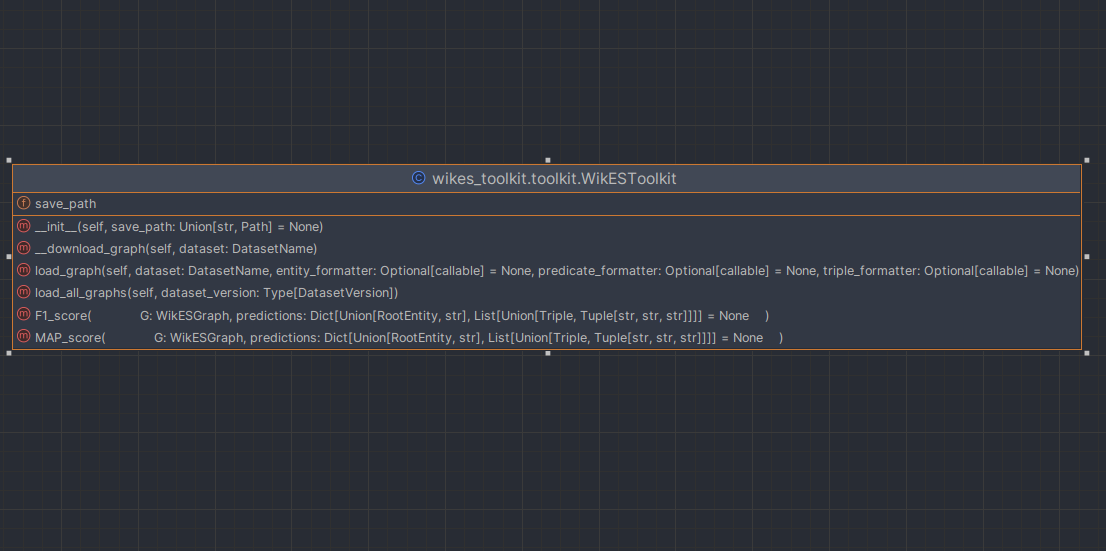 wikes_toolkit.toolkit.WikESToolkit
save_path
__init__(self, save_path: Union[str, Path] = None)
__download_graph(self, dataset: DatasetName)
load_graph(self, dataset: DatasetName, entity_formatter: Optional[callable] = None, predicate_formatter: Optional[callable] = None, triple_formatter: Optional[callable] = None)
load_all_graphs(self, dataset_version: Type[DatasetVersion])
F1_score( G: WikESGraph, predictions: Dict[Union[RootEntity, str], List[Union[Triple, Tuple[str, str, str]]]] = None )
MAP_score( G: WikESGraph, predictions: Dict[Union[RootEntity, str], List[Union[Triple, Tuple[str, str, str]]]] = None )